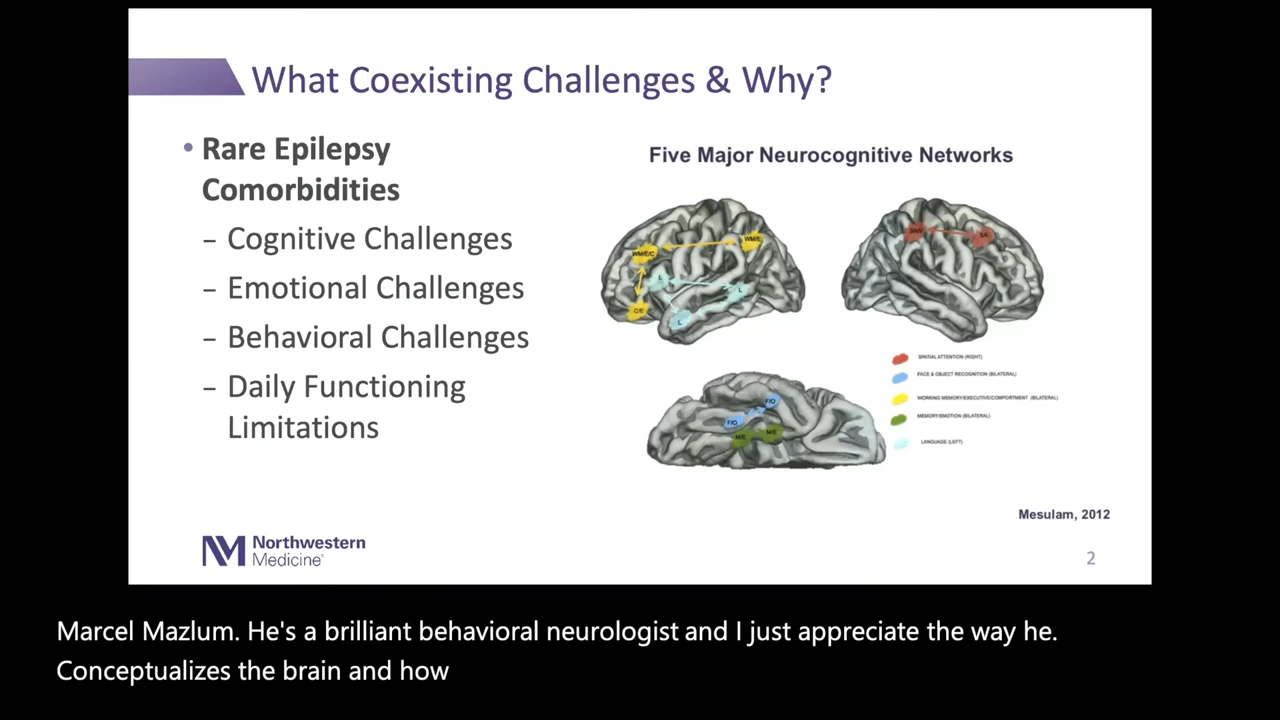 What Coexisting Challenges & Why?
• Rare Epilepsy
Comorbidities
– Cognitive Challenges
– Emotional Challenges
– Behavioral Challenges
– Daily Functioning
Limitations
Five Major Neurocognitive Networks
WM/E/C
WM/E
C/E
L
L
L
SA
F/O
F/O
M/E
M/E
SPATIAL ATTENTION (RIGHT)
FACE & OBJECT RECOGNITION (BILATERAL)
WORKING MEMORY/EXECUTIVE/COMPORTMENT (BILATERAL)
MEMORY/EMOTION (BILATERAL)
LANGUAGE (LEFT)
Mesulam, 2012
Northwestern
Medicine
2
Marcel Mazlum. He's a brilliant behavioral neurologist and I just appreciate the way he.
Conceptualizes the brain and how